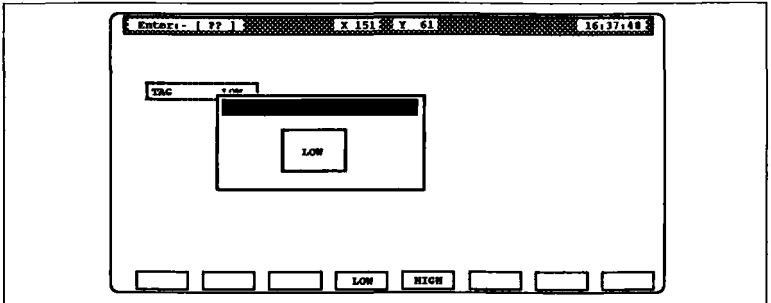 Enter:- [ ?? ] X 151 Y 61 16:37:48
TAG LOW
LOW
LOW HIGH